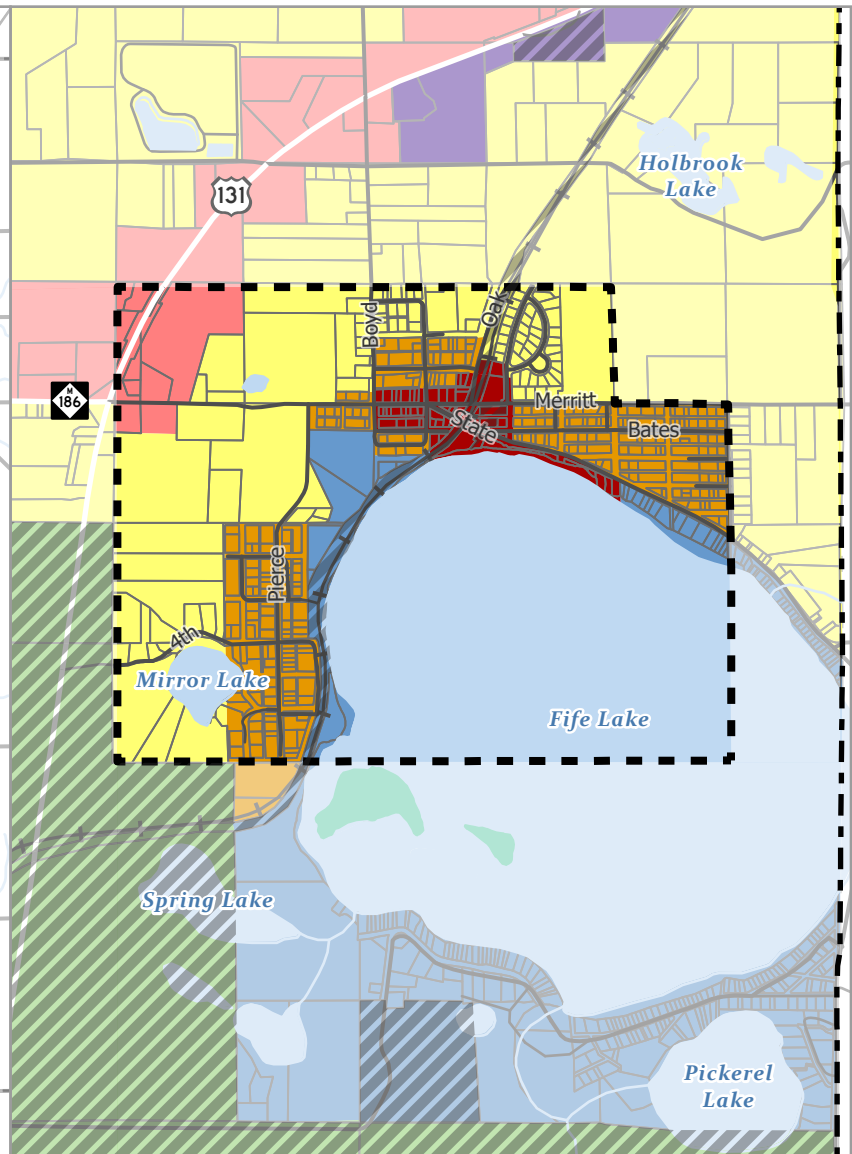 Holbrook
Lake
131
Boyd
Oak
M
186
Merritt
State
Bates
Pierce
4th
Mirror Lake
Fife Lake
Spring Lake
Pickerel
Lake